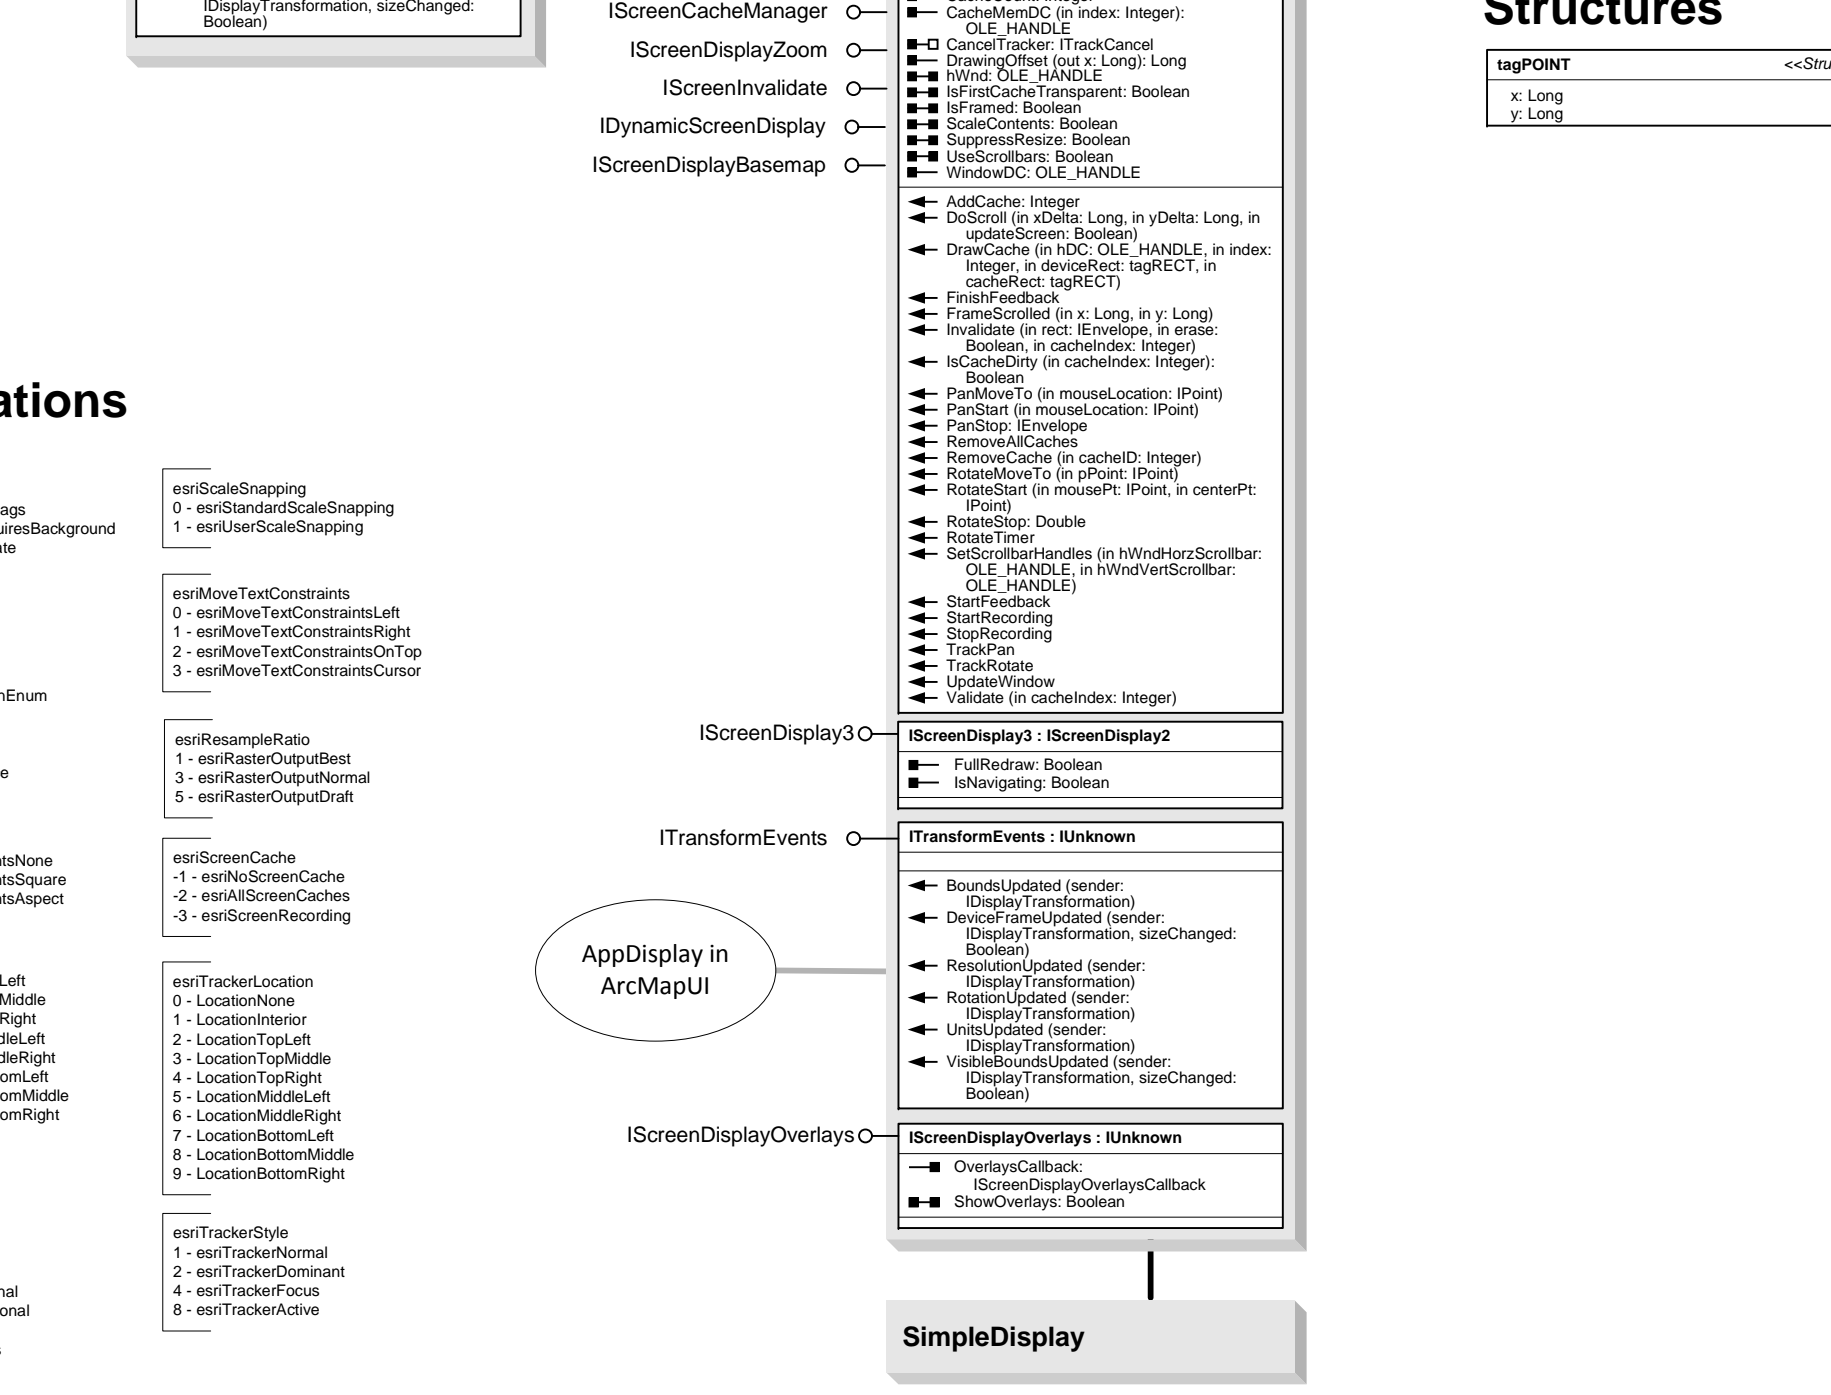 IDisplayTransformation, sizeChanged:
Boolean)
IScreenCacheManager
IScreenDisplayZoom
IScreenInvalidate
IDynamicScreenDisplay
IScreenDisplayBasemap
CacheMemDC (in index: Integer):
OLE_HANDLE
CancelTracker: ITrackCancel
DrawingOffset (out x: Long): Long
hWnd: OLE_HANDLE
IsFirstCacheTransparent: Boolean
IsFramed: Boolean
ScaleContents: Boolean
SuppressResize: Boolean
UseScrollbars: Boolean
WindowDC: OLE_HANDLE
AddCache: Integer
DoScroll (in xDelta: Long, in yDelta: Long, in
updateScreen: Boolean)
DrawCache (in hDC: OLE_HANDLE, in index:
Integer, in deviceRect: tagRECT, in
cacheRect: tagRECT)
FinishFeedback
FrameScrolled (in x: Long, in y: Long)
Invalidate (in rect: IEnvelope, in erase:
Boolean, in cacheIndex: Integer)
IsCacheDirty (in cacheIndex: Integer):
Boolean
PanMoveTo (in mouseLocation: IPoint)
PanStart (in mouseLocation: IPoint)
PanStop: IEnvelope
RemoveAllCaches
RemoveCache (in cacheID: Integer)
RotateMoveTo (in pPoint: IPoint)
RotateStart (in mousePt: IPoint, in centerPt:
IPoint)
RotateStop: Double
RotateTimer
SetScrollbarHandles (in hWndHorzScrollbar:
OLE_HANDLE, in hWndVertScrollbar:
OLE_HANDLE)
StartFeedback
StartRecording
StopRecording
TrackPan
TrackRotate
UpdateWindow
Validate (in cacheIndex: Integer)
Structures
tagPOINT <<Stru
x: Long
y: Long
ations
ags
uiresBackground
ate
nEnum
e
ntsNone
ntsSquare
ntsAspect
Left
Middle
Right
dleLeft
dleRight
omLeft
omMiddle
omRight
nal
onal
s
esriScaleSnapping
0 - esriStandardScaleSnapping
1 - esriUserScaleSnapping
esriMoveTextConstraints
0 - esriMoveTextConstraintsLeft
1 - esriMoveTextConstraintsRight
2 - esriMoveTextConstraintsOnTop
3 - esriMoveTextConstraintsCursor
esriResampleRatio
1 - esriRasterOutputBest
3 - esriRasterOutputNormal
5 - esriRasterOutputDraft
esriScreenCache
-1 - esriNoScreenCache
-2 - esriAllScreenCaches
-3 - esriScreenRecording
esriTrackerLocation
0 - LocationNone
1 - LocationInterior
2 - LocationTopLeft
3 - LocationTopMiddle
4 - LocationTopRight
5 - LocationMiddleLeft
6 - LocationMiddleRight
7 - LocationBottomLeft
8 - LocationBottomMiddle
9 - LocationBottomRight
esriTrackerStyle
1 - esriTrackerNormal
2 - esriTrackerDominant
4 - esriTrackerFocus
8 - esriTrackerActive
IScreenDisplay3
IScreenDisplay3 : IScreenDisplay2
FullRedraw: Boolean
IsNavigating: Boolean
ITransformEvents
ITransformEvents : IUnknown
BoundsUpdated (sender:
IDisplayTransformation)
DeviceFrameUpdated (sender:
IDisplayTransformation, sizeChanged:
Boolean)
ResolutionUpdated (sender:
IDisplayTransformation)
RotationUpdated (sender:
IDisplayTransformation)
UnitsUpdated (sender:
IDisplayTransformation)
VisibleBoundsUpdated (sender:
IDisplayTransformation, sizeChanged:
Boolean)
AppDisplay in
ArcMapUI
IScreenDisplayOverlays
IScreenDisplayOverlays : IUnknown
OverlaysCallback:
IScreenDisplayOverlaysCallback
ShowOverlays: Boolean
SimpleDisplay